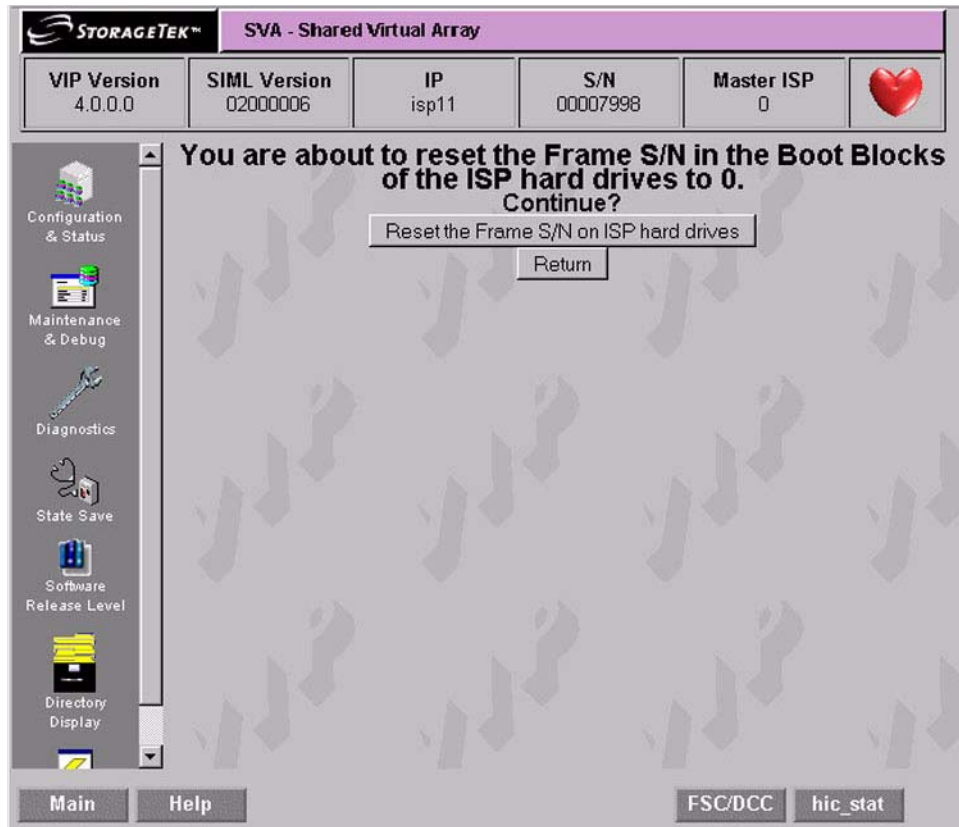 STORAGETEK™
SVA - Shared Virtual Array
VIP Version
4.0.0.0
SIML Version
02000006
IP
isp11
S/N
00007998
Master ISP
0
You are about to reset the Frame S/N in the Boot Blocks
of the ISP hard drives to 0.
Continue?
Reset the Frame S/N on ISP hard drives
Return
Configuration
& Status
Maintenance
& Debug
Diagnostics
State Save
Software
Release Level
Directory
Display
Main
Help
FSC/DCC
hic_stat